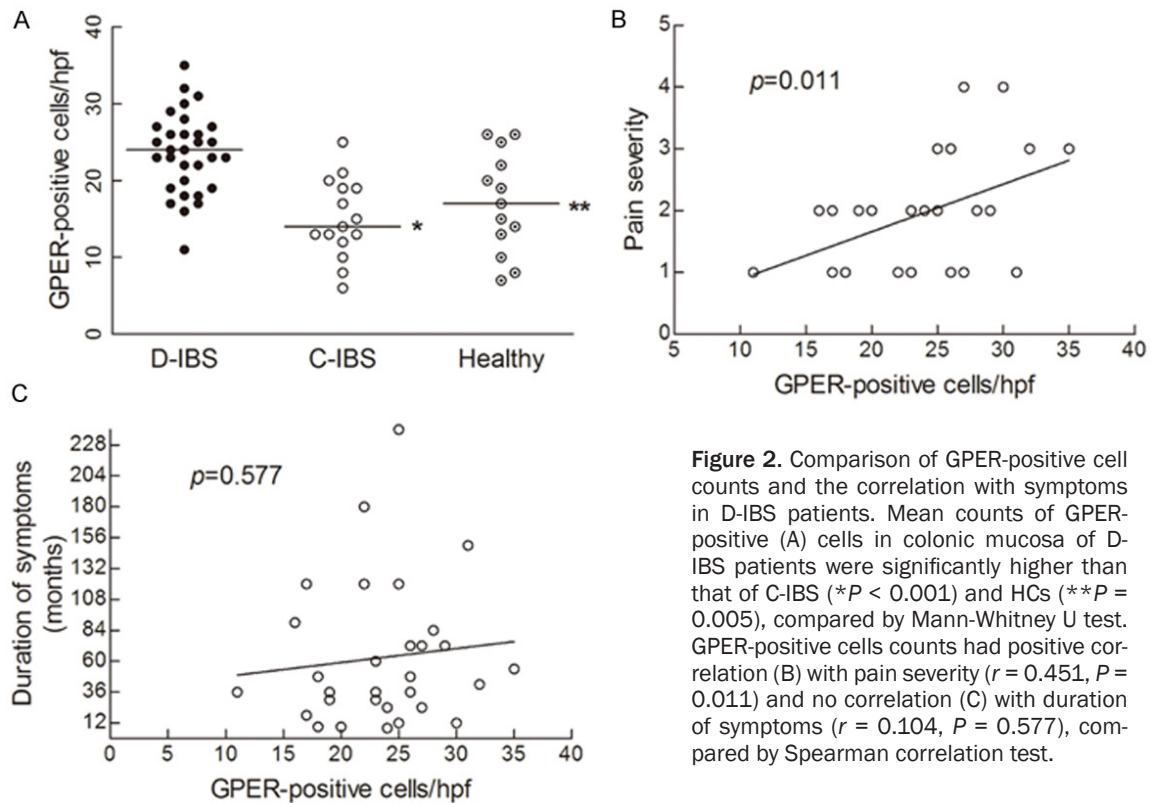 A
GPER-positive cells/hpf
40
30
20
10
0
*
**
D-IBS C-IBS Healthy
B
Pain severity
5
4
3
2
1
0
p=0.011
5 10 15 20 25 30 35 40
GPER-positive cells/hpf
C
Duration of symptoms
(months)
228
204
180
156
132
108
84
60
36
12
p=0.577
0 5 10 15 20 25 30 35 40
GPER-positive cells/hpf
Figure 2. Comparison of GPER-positive cell
counts and the correlation with symptoms
in D-IBS patients. Mean counts of GPER-
positive (A) cells in colonic mucosa of D-
IBS patients were significantly higher than
that of C-IBS (*P < 0.001) and HCs (**P =
0.005), compared by Mann-Whitney U test.
GPER-positive cells counts had positive cor-
relation (B) with pain severity (r = 0.451, P =
0.011) and no correlation (C) with duration
of symptoms (r = 0.104, P = 0.577), com-
pared by Spearman correlation test.